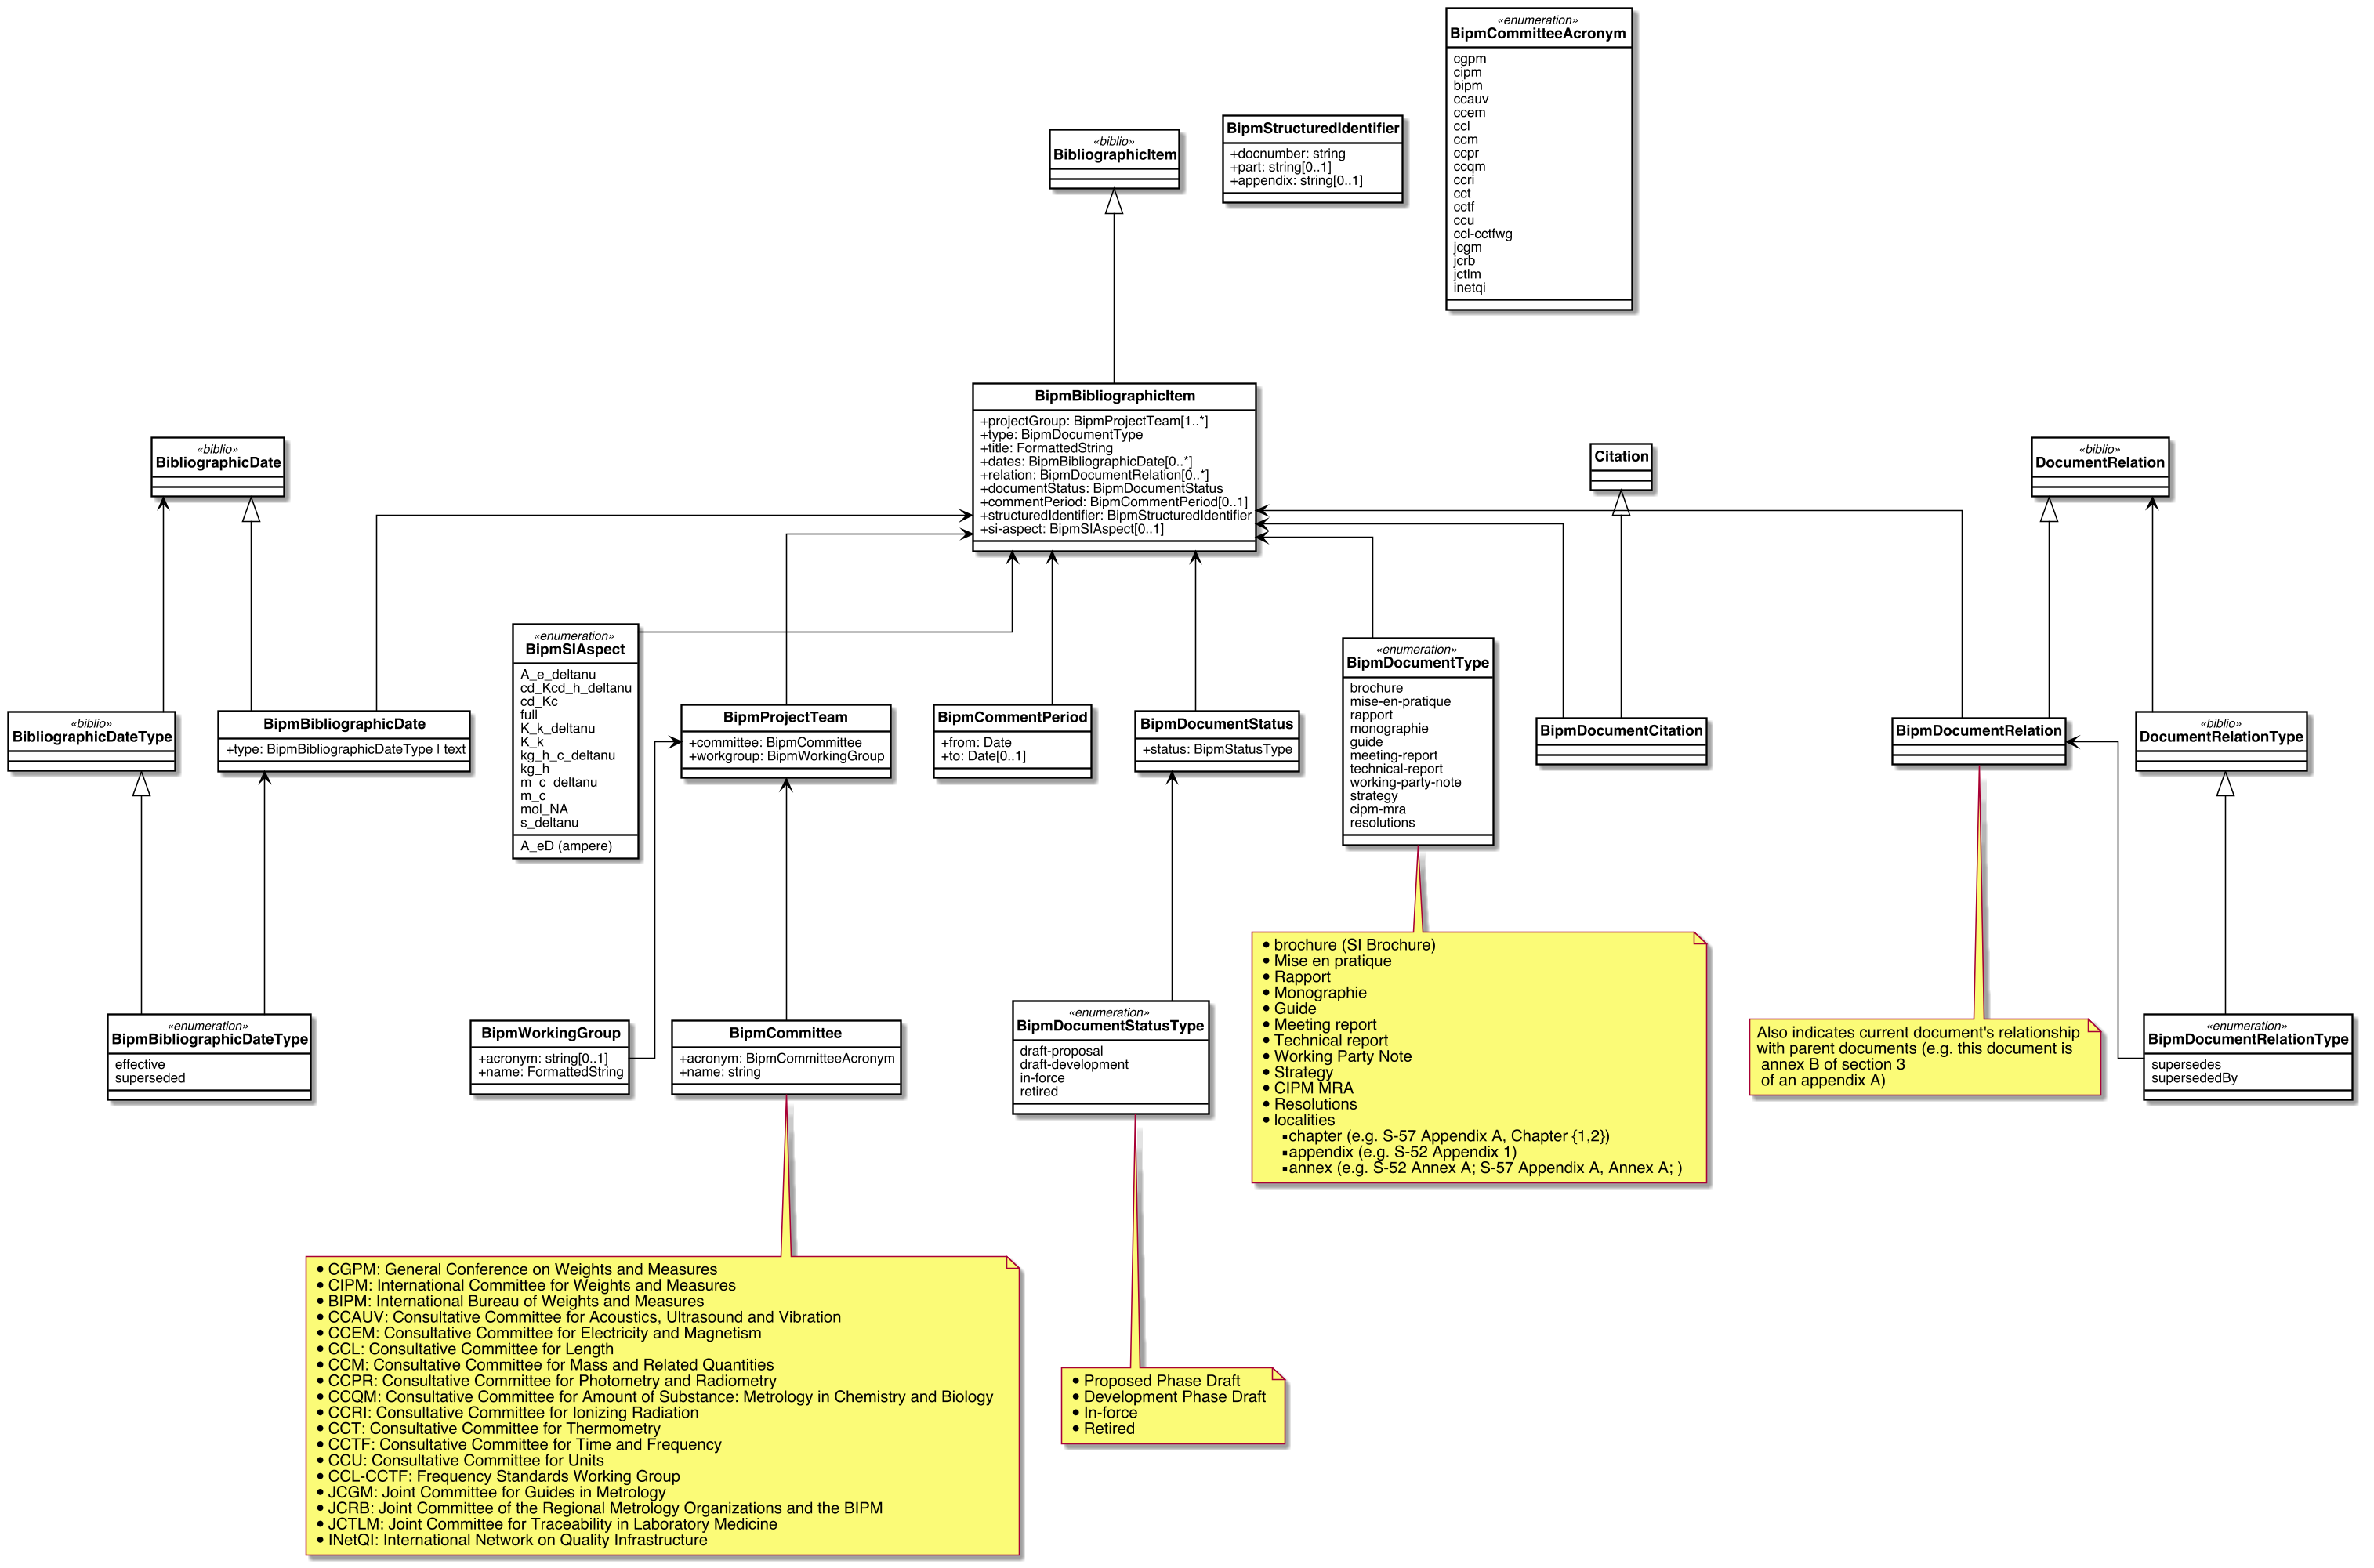 «enumeration»
BipmCommitteeAcronym
cgpm
cipm
bipm
ccauv
ccem
ccl
ccm
ccpr
ccqm
ccri
cct
cctf
ccu
ccl-cctfwg
jcgm
jcrb
jctlm
inetqi
«biblio»
BibliographicItem
BipmStructuredIdentifier
+docnumber: string
+part: string[0..1]
+appendix: string[0..1]
BipmBibliographicItem
+projectGroup: BipmProjectTeam[1..*]
+type: BipmDocumentType
+title: FormattedString
+dates: BipmBibliographicDate[0..*]
+relation: BipmDocumentRelation[0..*]
+documentStatus: BipmDocumentStatus
+commentPeriod: BipmCommentPeriod[0..1]
+structuredIdentifier: BipmStructuredIdentifier
+si-aspect: BipmSIAspect[0..1]
«biblio»
BibliographicDate
Citation
«biblio»
DocumentRelation
«biblio»
BibliographicDateType
BipmBibliographicDate
+type: BipmBibliographicDateType | text
«enumeration»
BipmSIAspect
A_e_deltanu
cd_Kcd_h_deltanu
cd_Kc
full
K_k_deltanu
K_k
kg_h_c_deltanu
kg_h
m_c_deltanu
m_c
mol_NA
s_deltanu
A_eD (ampere)
BipmProjectTeam
+committee: BipmCommittee
+workgroup: BipmWorkingGroup
BipmCommentPeriod
+from: Date
+to: Date[0..1]
BipmDocumentStatus
+status: BipmStatusType
«enumeration»
BipmDocumentType
brochure
mise-en-pratique
rapport
monographie
guide
meeting-report
technical-report
working-party-note
strategy
cipm-mra
resolutions
BipmDocumentCitation
BipmDocumentRelation
«biblio»
DocumentRelationType
«enumeration»
BipmBibliographicDateType
effective
superseded
BipmWorkingGroup
+acronym: string[0..1]
+name: FormattedString
BipmCommittee
+acronym: BipmCommitteeAcronym
+name: string
«enumeration»
BipmDocumentStatusType
draft-proposal
draft-development
in-force
retired
• brochure (SI Brochure)
• Mise en pratique
• Rapport
• Monographie
• Guide
• Meeting report
• Technical report
• Working Party Note
• Strategy
• CIPM MRA
• Resolutions
• localities
▪ chapter (e.g. S-57 Appendix A, Chapter {1,2})
▪ appendix (e.g. S-52 Appendix 1)
▪ annex (e.g. S-52 Annex A; S-57 Appendix A, Annex A; )
Also indicates current document's relationship
with parent documents (e.g. this document is
annex B of section 3
of an appendix A)
«enumeration»
BipmDocumentRelationType
supersedes
supersededBy
• CGPM: General Conference on Weights and Measures
• CIPM: International Committee for Weights and Measures
• BIPM: International Bureau of Weights and Measures
• CCAUV: Consultative Committee for Acoustics, Ultrasound and Vibration
• CCEM: Consultative Committee for Electricity and Magnetism
• CCL: Consultative Committee for Length
• CCM: Consultative Committee for Mass and Related Quantities
• CCPR: Consultative Committee for Photometry and Radiometry
• CCQM: Consultative Committee for Amount of Substance: Metrology in Chemistry and Biology
• CCRI: Consultative Committee for Ionizing Radiation
• CCT: Consultative Committee for Thermometry
• CCTF: Consultative Committee for Time and Frequency
• CCU: Consultative Committee for Units
• CCL-CCTF: Frequency Standards Working Group
• JCGM: Joint Committee for Guides in Metrology
• JCRB: Joint Committee of the Regional Metrology Organizations and the BIPM
• JCTLM: Joint Committee for Traceability in Laboratory Medicine
• INetQI: International Network on Quality Infrastructure
• Proposed Phase Draft
• Development Phase Draft
• In-force
• Retired